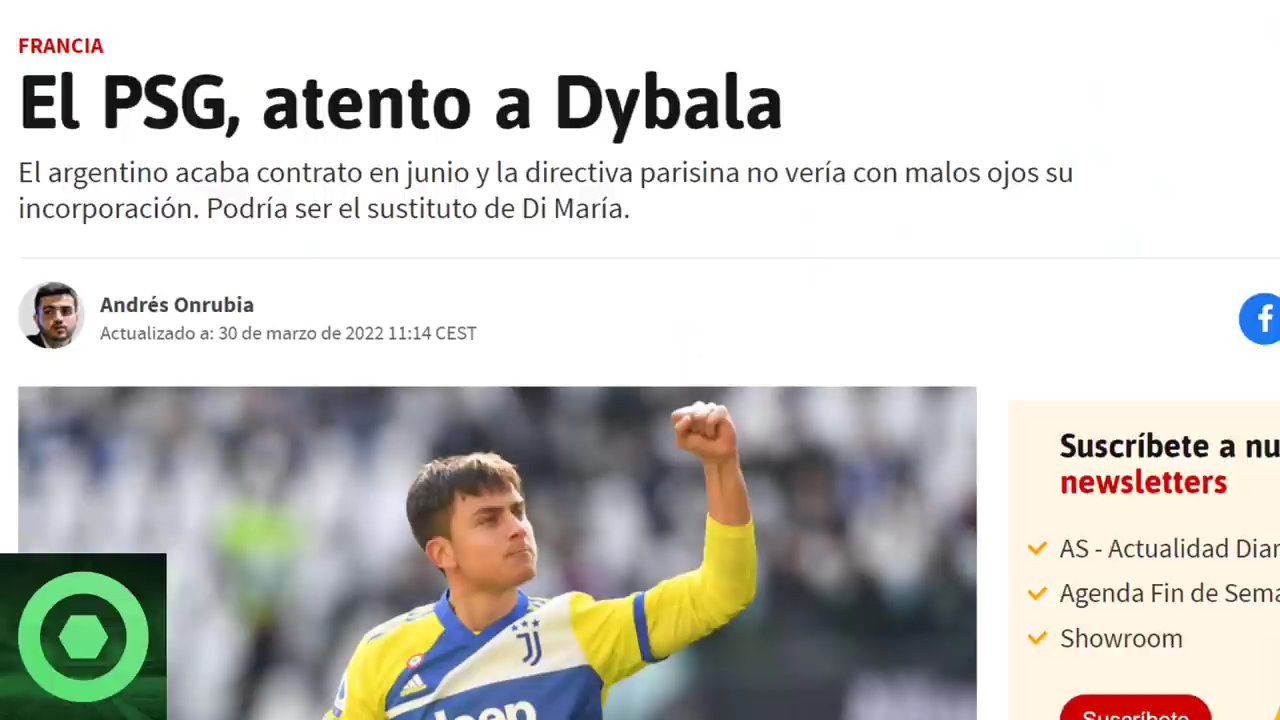 FRANCIA
El PSG, atento a Dybala
El argentino acaba contrato en junio y la directiva parisina no vería con malos ojos su
incorporación. Podría ser el sustituto de Di María.
Andrés Onrubia
Actualizado a: 30 de marzo de 2022 11:14 CEST
Suscríbete a nu
newsletters
AS - Actualidad Diar
Agenda Fin de Sema
Showroom
Suscríbete
Jeep